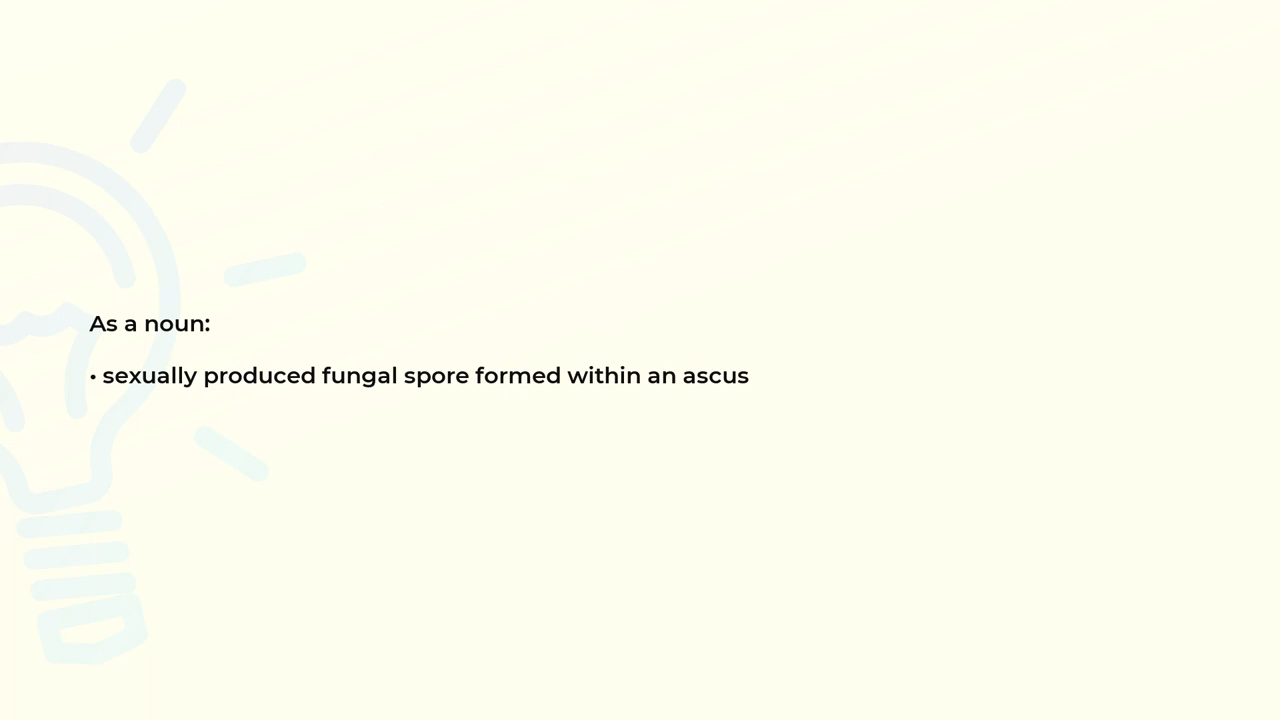 As a noun:
• sexually produced fungal spore formed within an ascus